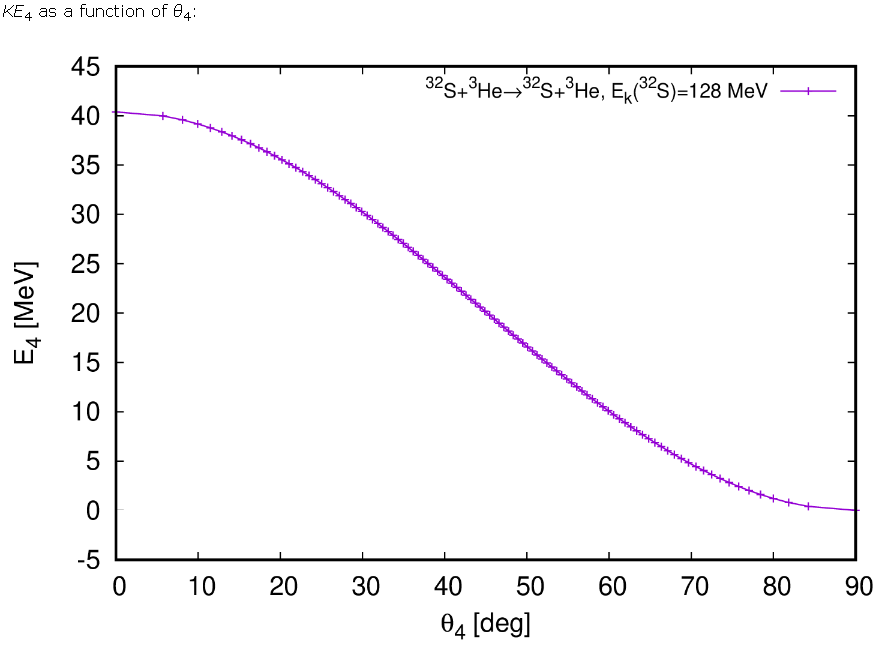 KE₄ as a function of θ₄:
³²S+³He→³²S+³He, Eₖ(³²S)=128 MeV
45
40
35
30
25
20
15
10
5
0
-5
E₄ [MeV]
0 10 20 30 40 50 60 70 80 90
θ₄ [deg]